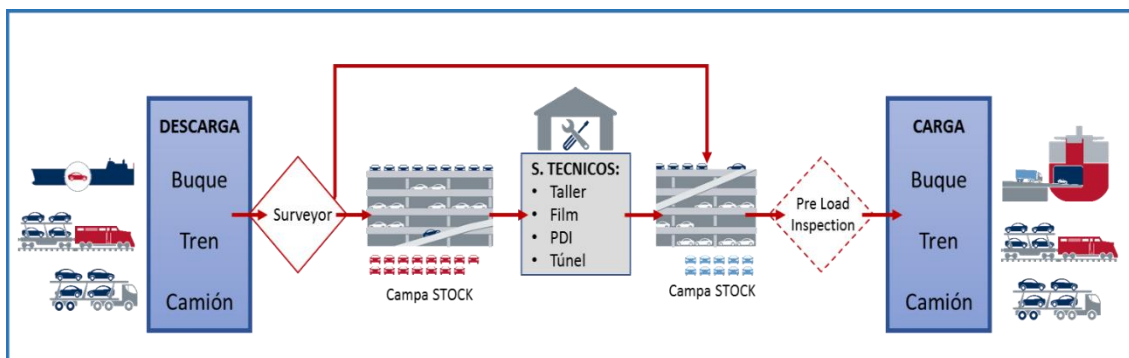 DESCARGA
Buque
Tren
Camión
Surveyor
Campa STOCK
S. TECNICOS:
• Taller
• Film
• PDI
• Túnel
Campa STOCK
Pre Load
Inspection
CARGA
Buque
Tren
Camión